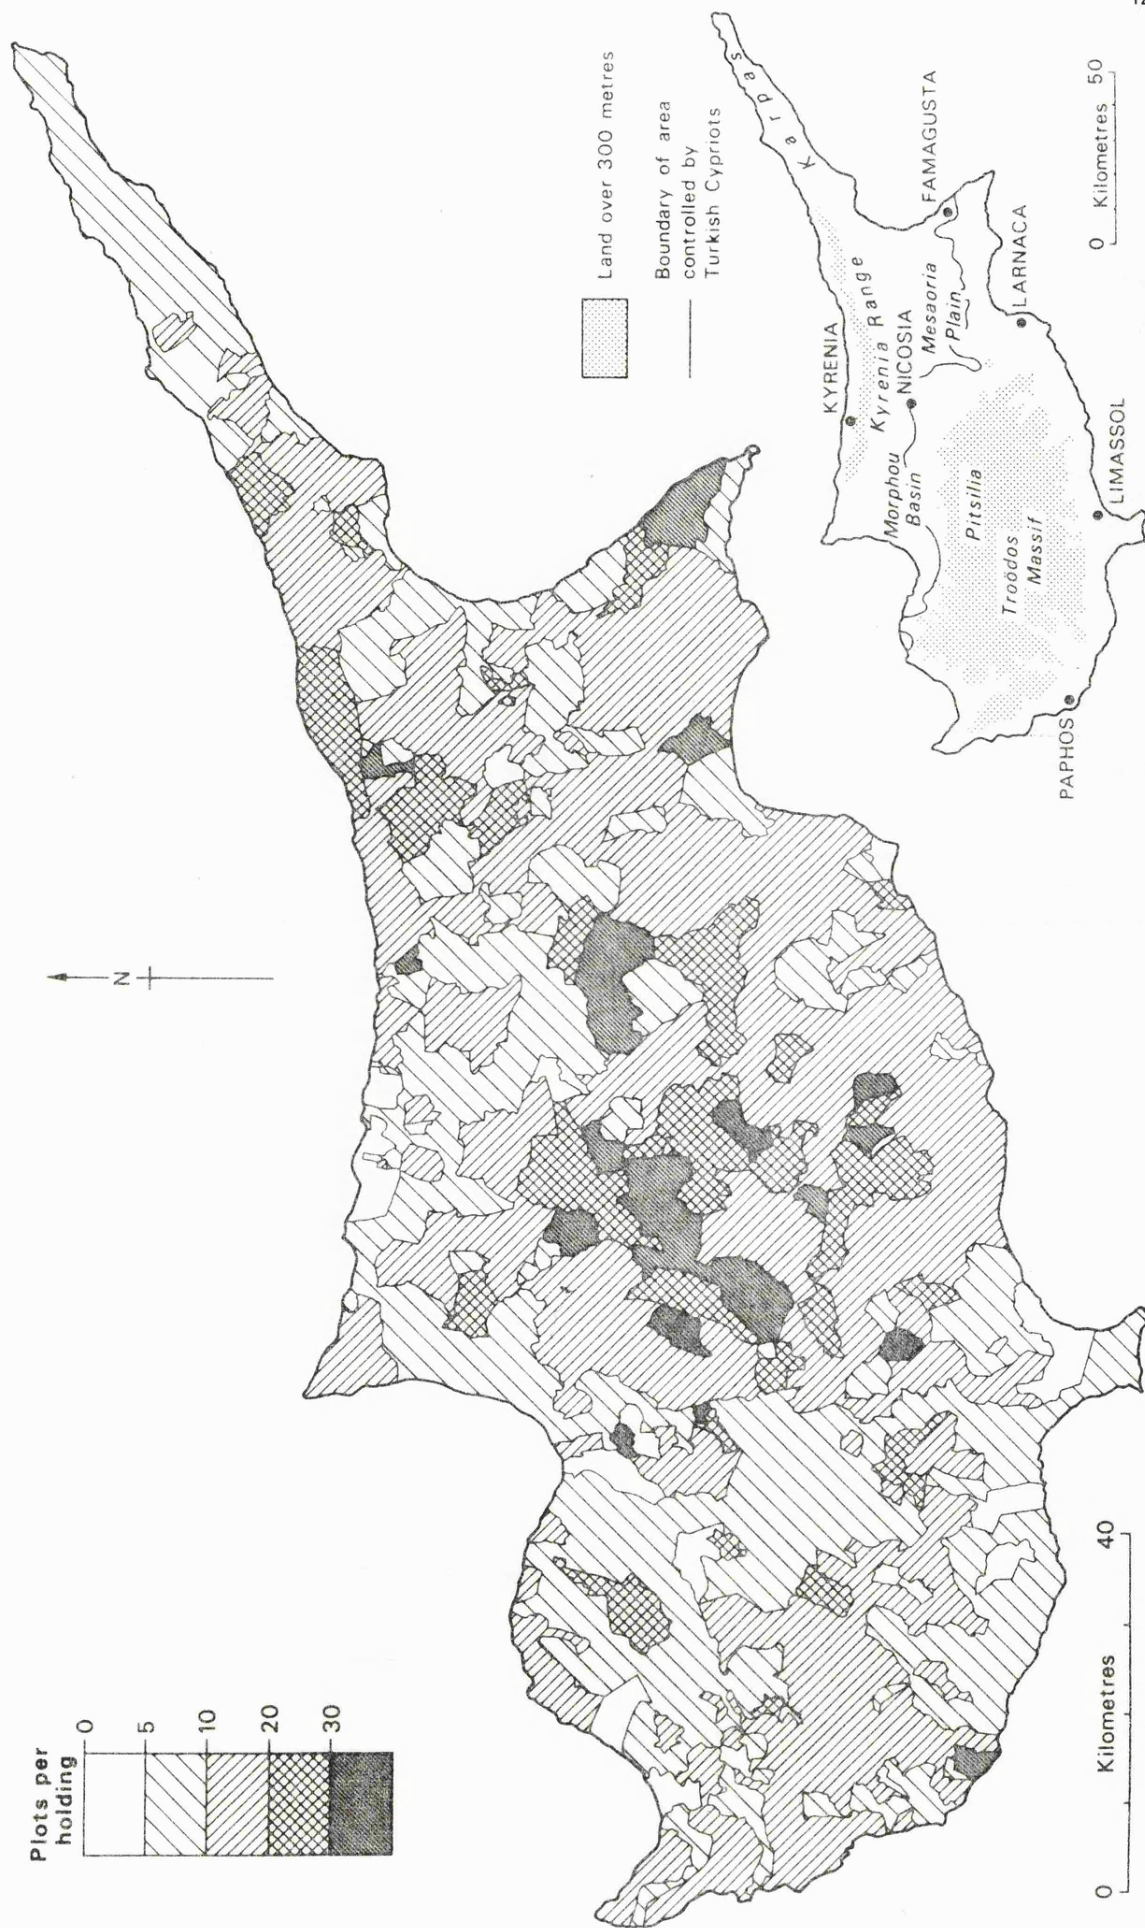 Plots per
holding
0
5
10
20
30
N
0 Kilometres 40
Land over 300 metres
Boundary of area
controlled by
Turkish Cypriots
Karpas
KYRENIA
Kyrenia Range
Morphou
Basin
NICOSIA
Mesaoria
Plain
FAMAGUSTA
Pitsilia
Troödos
Massif
LARNACA
PAPHOS
LIMASSOL
0 Kilometres 50